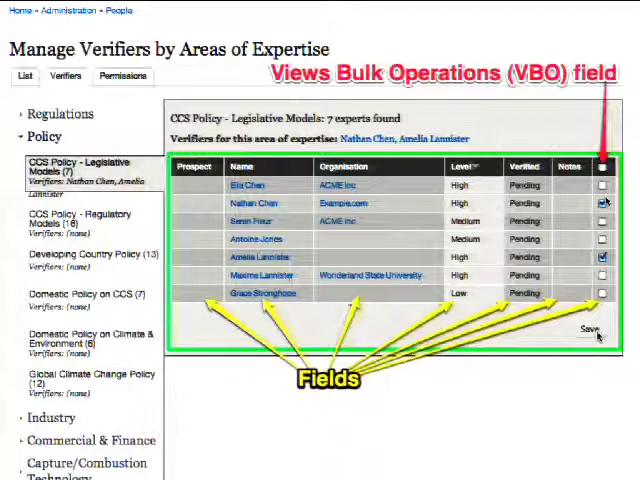 Home » Administration » People
Manage Verifiers by Areas of Expertise
List Verifiers Permissions
Views Bulk Operations (VBO) field
Regulations
Policy
CCS Policy - Legislative
Models (7)
Verifiers: Nathan Chen, Amelia
Lannister
CCS Policy - Regulatory
Models (16)
Verifiers: (none)
Developing Country Policy (13)
Verifiers: (none)
Domestic Policy on CCS (7)
Verifiers: (none)
Domestic Policy on Climate &
Environment (6)
Verifiers: (none)
Global Climate Change Policy
(12)
Verifiers: (none)
Industry
Commercial & Finance
Capture/Combustion
Technology
CCS Policy - Legislative Models: 7 experts found
Verifiers for this area of expertise: Nathan Chen, Amelia Lannister
Prospect Name Organisation Level Verified Notes
Ella Chen ACME Inc High Pending
Nathan Chen Example.com High Pending
Seren Fleur ACME Inc Medium Pending
Antoine Jones Medium Pending
Amelia Lannister High Pending
Maxime Lannister Wonderland State University High Pending
Grace Stronghope Low Pending
Save
Fields